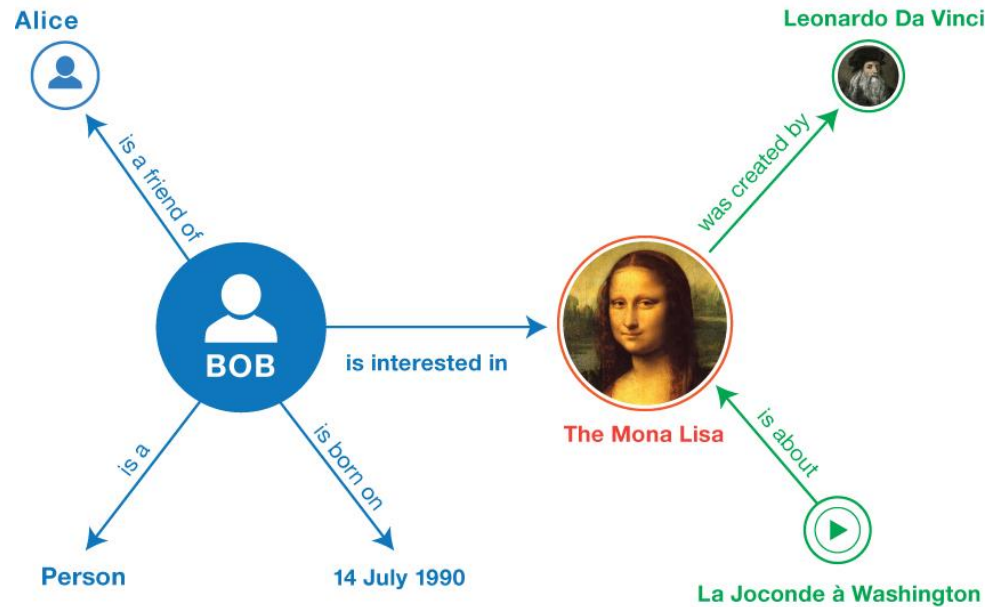 Alice
Leonardo Da Vinci
is a friend of
was created by
BOB
is interested in
The Mona Lisa
is a
is born on
is about
Person
14 July 1990
La Joconde à Washington